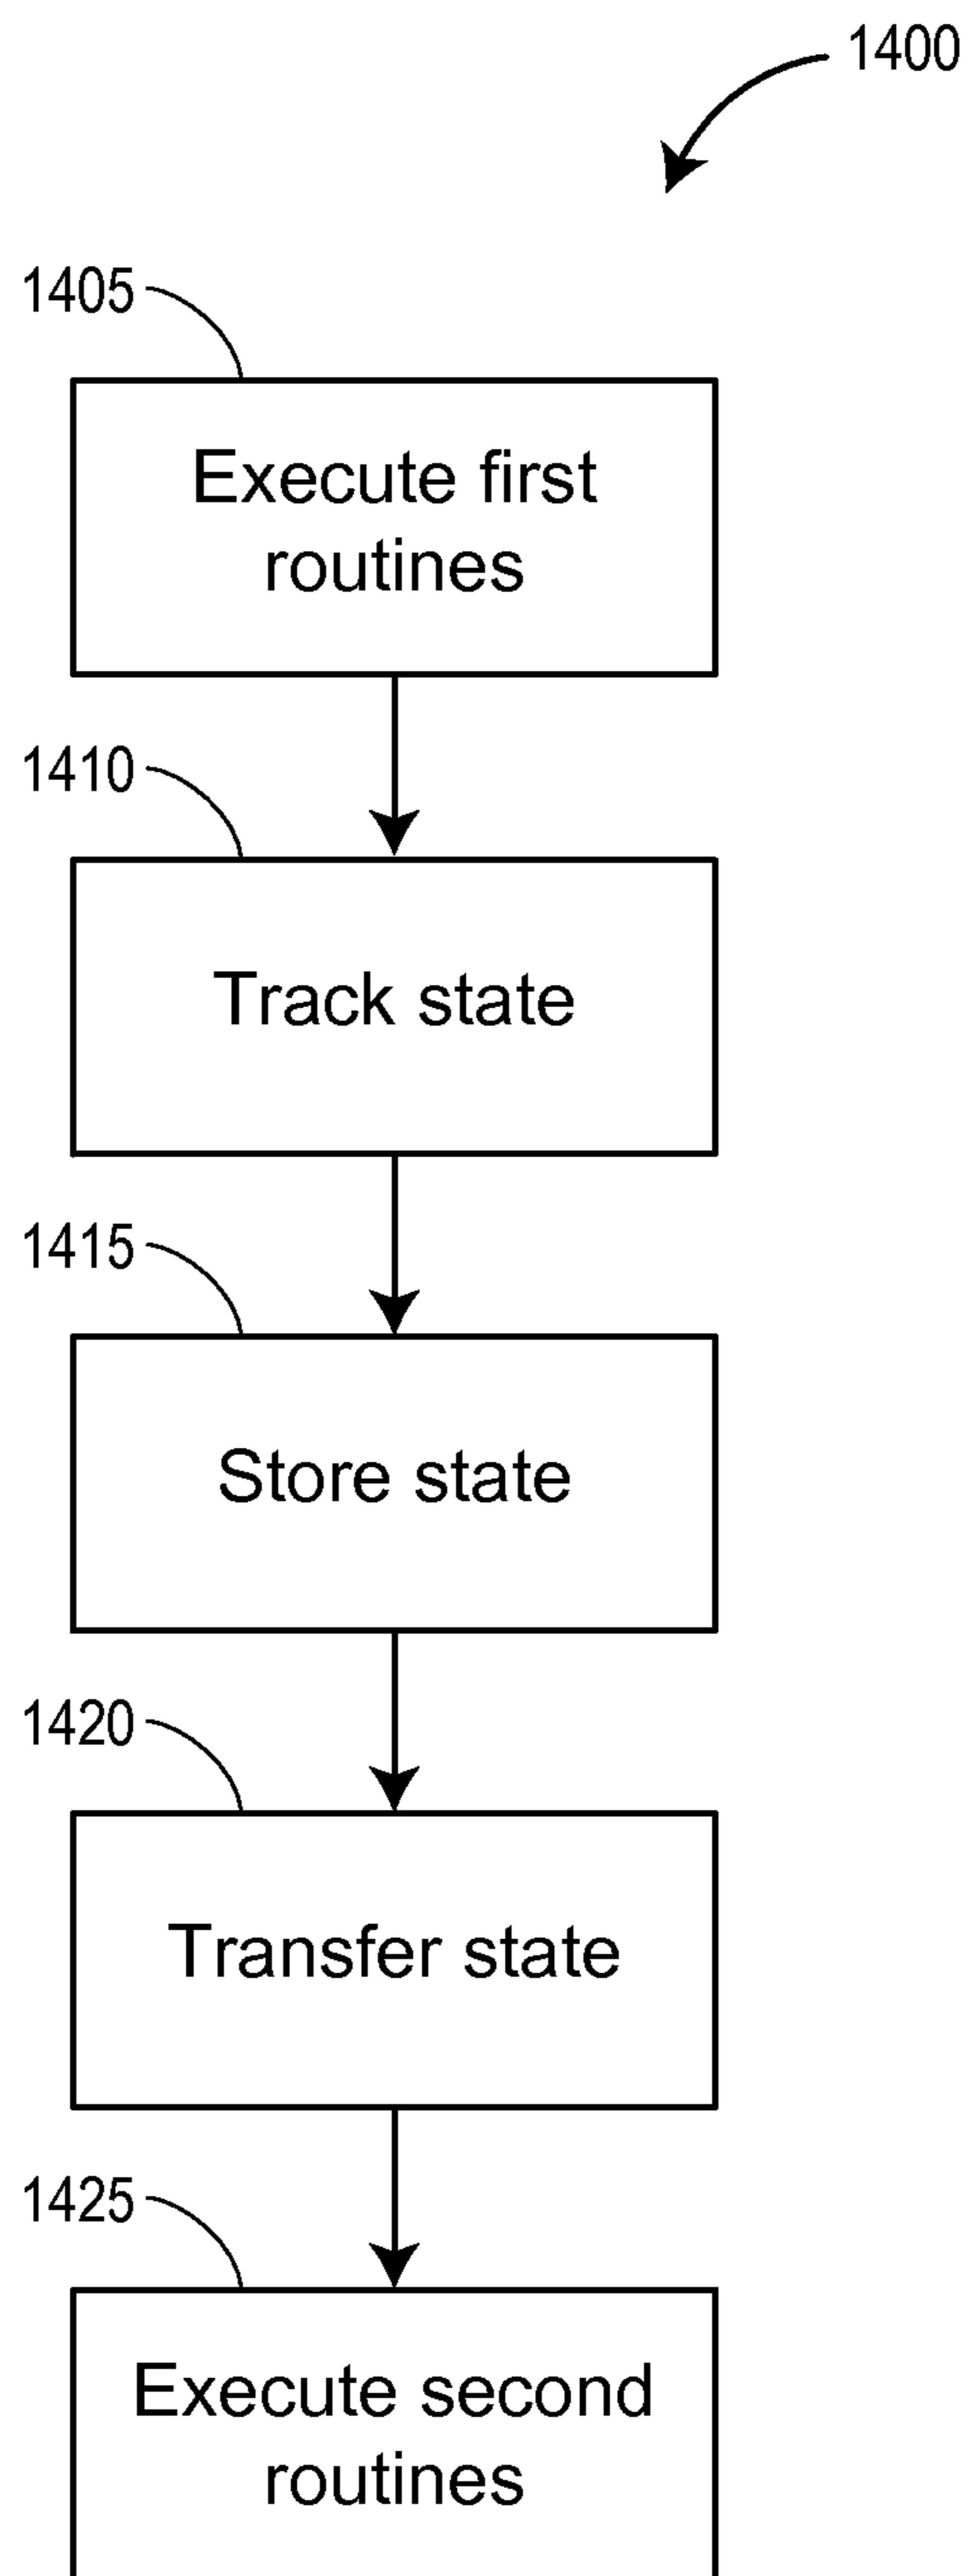 1400
1405
Execute first
routines
1410
Track state
1415
Store state
1420
Transfer state
1425
Execute second
routines